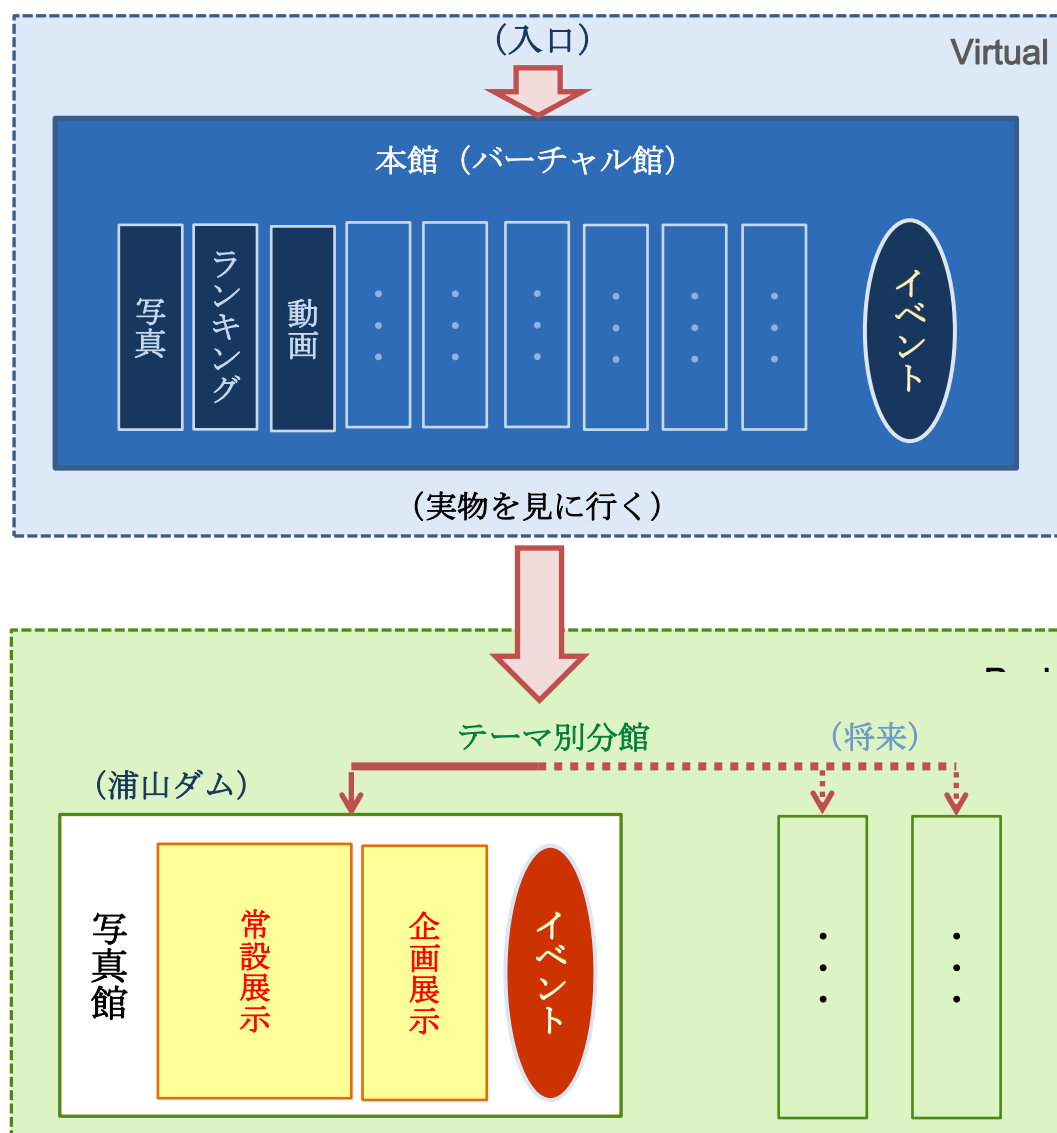 （入口）
Virtual
本館（バーチャル館）
写真
ランキング
動画
・・・
・・・
・・・
・・・
・・・
・・・
イベント
（実物を見に行く）
テーマ別分館
（将来）
（浦山ダム）
写真館
常設展示
企画展示
イベント
・・・
・・・